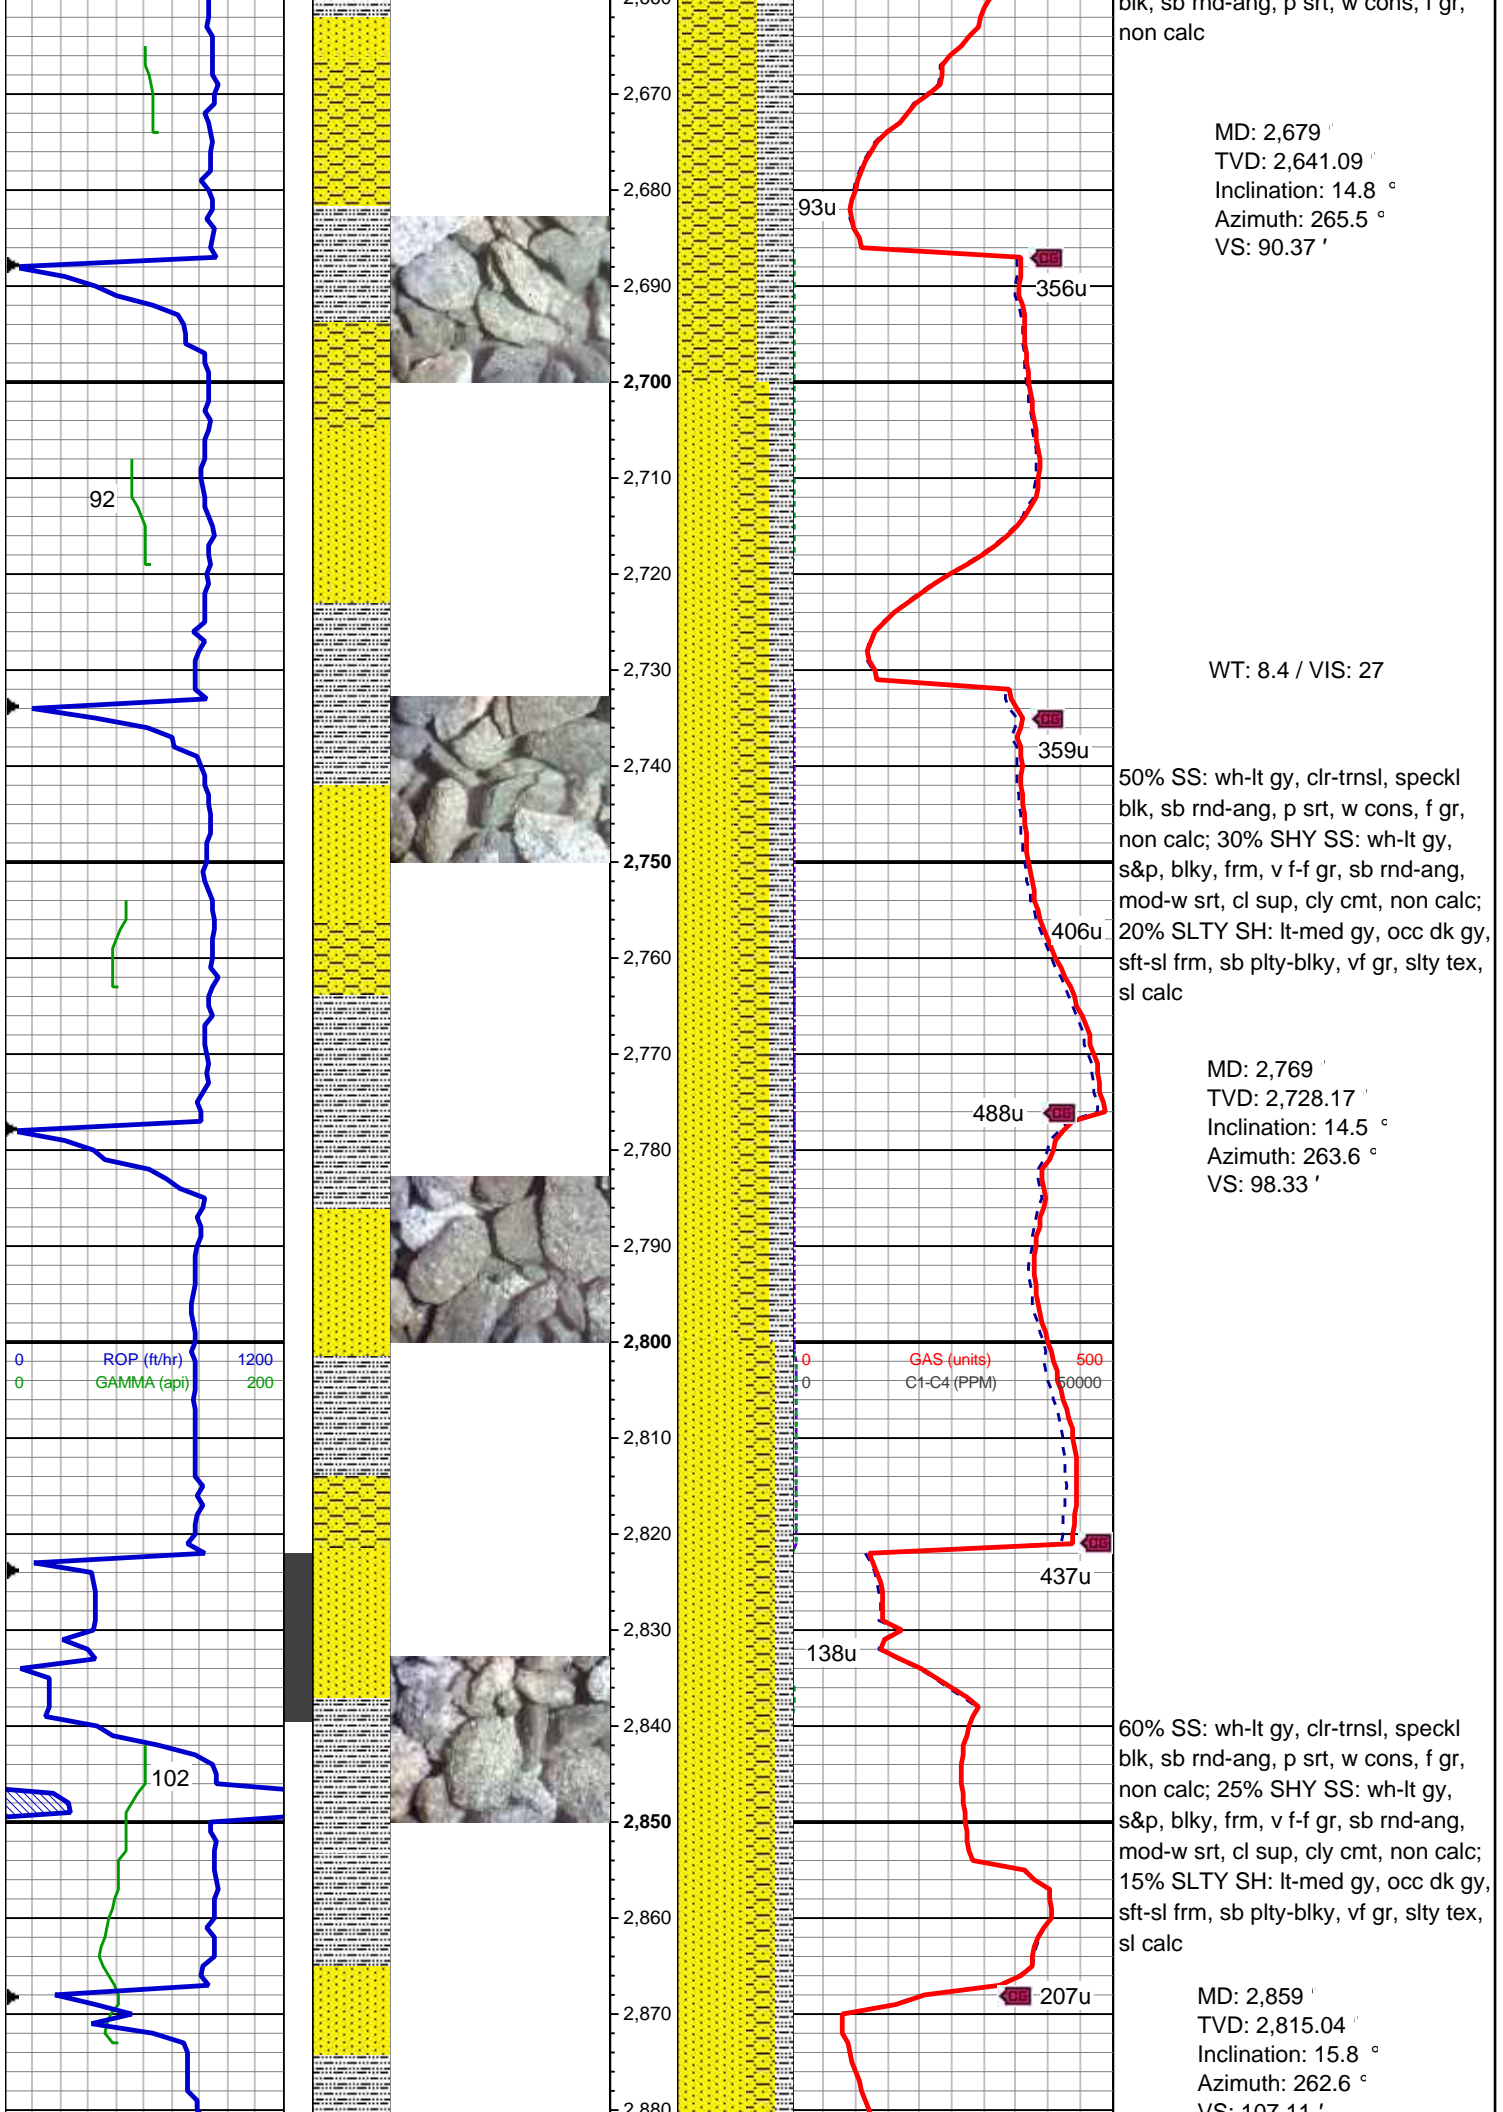 blk, sb rnd-ang, p srt, w cons, f gr,
non calc
2,670
MD: 2,679 '
TVD: 2,641.09 '
Inclination: 14.8 °
Azimuth: 265.5 °
VS: 90.37 '
2,680
93u
CG
2,690
356u
2,700
2,710
92
2,720
2,730
WT: 8.4 / VIS: 27
CG
359u
2,740
50% SS: wh-lt gy, clr-trnsl, speckl
blk, sb rnd-ang, p srt, w cons, f gr,
non calc; 30% SHY SS: wh-lt gy,
s&p, blky, frm, v f-f gr, sb rnd-ang,
mod-w srt, cl sup, cly cmt, non calc;
20% SLTY SH: lt-med gy, occ dk gy,
sft-sl frm, sb plty-blky, vf gr, slty tex,
sl calc
2,750
406u
2,760
2,770
MD: 2,769 '
TVD: 2,728.17 '
Inclination: 14.5 °
Azimuth: 263.6 °
VS: 98.33 '
488u
CG
2,780
2,790
2,800
0 ROP (ft/hr) 1200
0 GAMMA (api) 200
0 GAS (units) 500
0 C1-C4 (PPM) 50000
2,810
2,820
CG
437u
2,830
138u
2,840
60% SS: wh-lt gy, clr-trnsl, speckl
blk, sb rnd-ang, p srt, w cons, f gr,
non calc; 25% SHY SS: wh-lt gy,
s&p, blky, frm, v f-f gr, sb rnd-ang,
mod-w srt, cl sup, cly cmt, non calc;
15% SLTY SH: lt-med gy, occ dk gy,
sft-sl frm, sb plty-blky, vf gr, slty tex,
sl calc
102
2,850
2,860
2,870
CG
207u
MD: 2,859 '
TVD: 2,815.04 '
Inclination: 15.8 °
Azimuth: 262.6 °
VS: 107.11 '
2,880